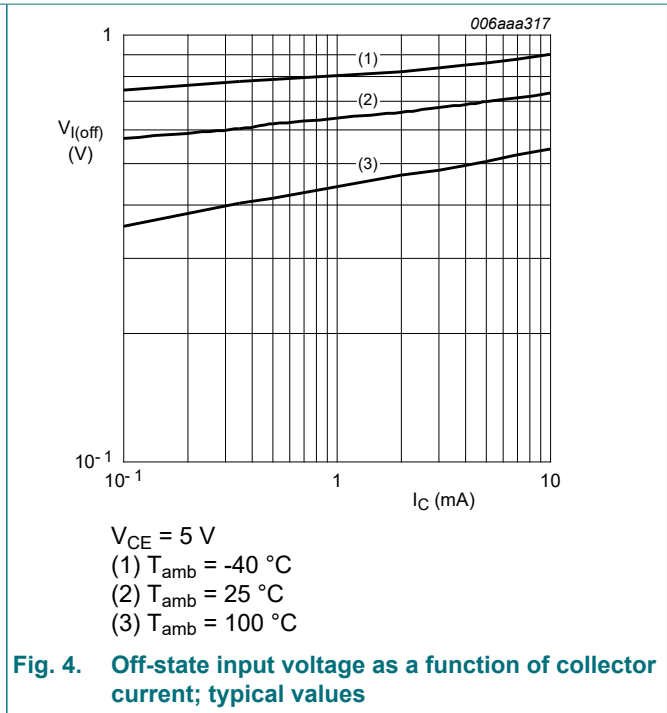 006aaa317
1
(1)
(2)
V_I(off)
(V)
(3)
10⁻¹
10⁻¹
1
10
I_C (mA)
V_CE = 5 V
(1) T_amb = -40 °C
(2) T_amb = 25 °C
(3) T_amb = 100 °C
Fig. 4. Off-state input voltage as a function of collector
current; typical values